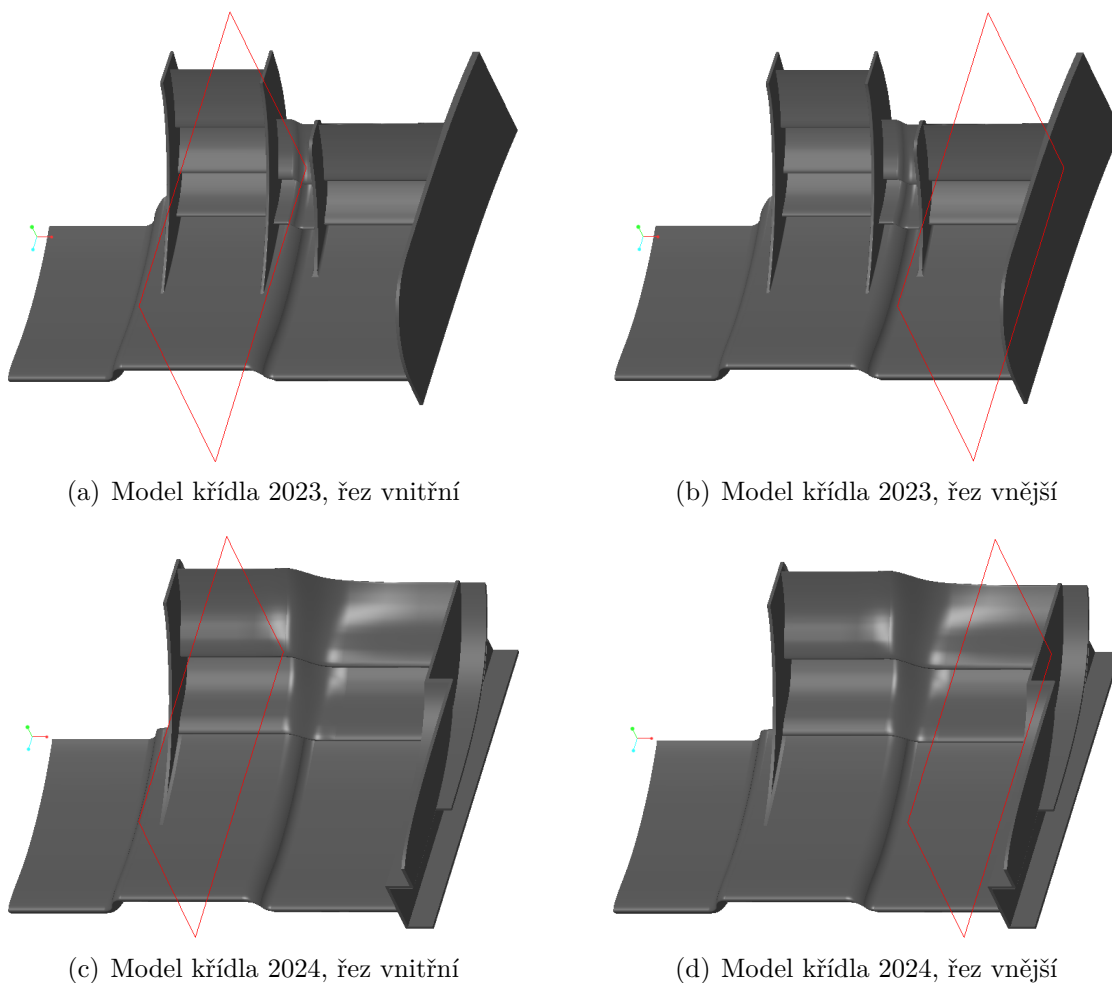 (a) Model křídla 2023, řez vnitřní
(b) Model křídla 2023, řez vnější
(c) Model křídla 2024, řez vnitřní
(d) Model křídla 2024, řez vnější